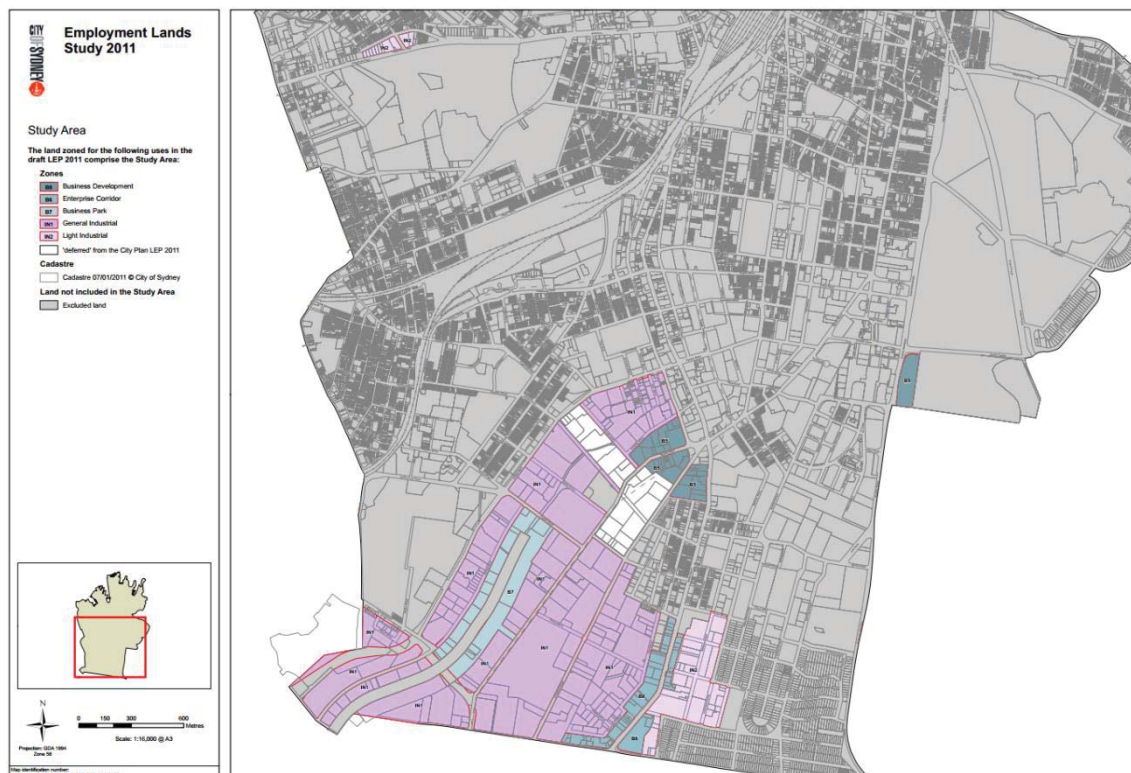 CITY OF SYDNEY
Employment Lands
Study 2011
Study Area
The land zoned for the following uses in the
draft LEP 2011 comprise the Study Area:
Zones
B5 Business Development
B6 Enterprise Corridor
B7 Business Park
IN1 General Industrial
IN2 Light Industrial
'deferred' from the City Plan LEP 2011
Cadastre
Cadastre 07/01/2011 © City of Sydney
Land not included in the Study Area
Excluded land
N
0 150 300 600
Metres
Scale: 1:16,000 @ A3
Projection: GDA 1994
Zone 56
Map identification number:
IN2
IN2
B5
IN1
B5
B5
B5
IN1
IN1
IN1
B7
IN1
IN1
IN1
IN1
IN1
IN1
IN1
IN2
B6
B6